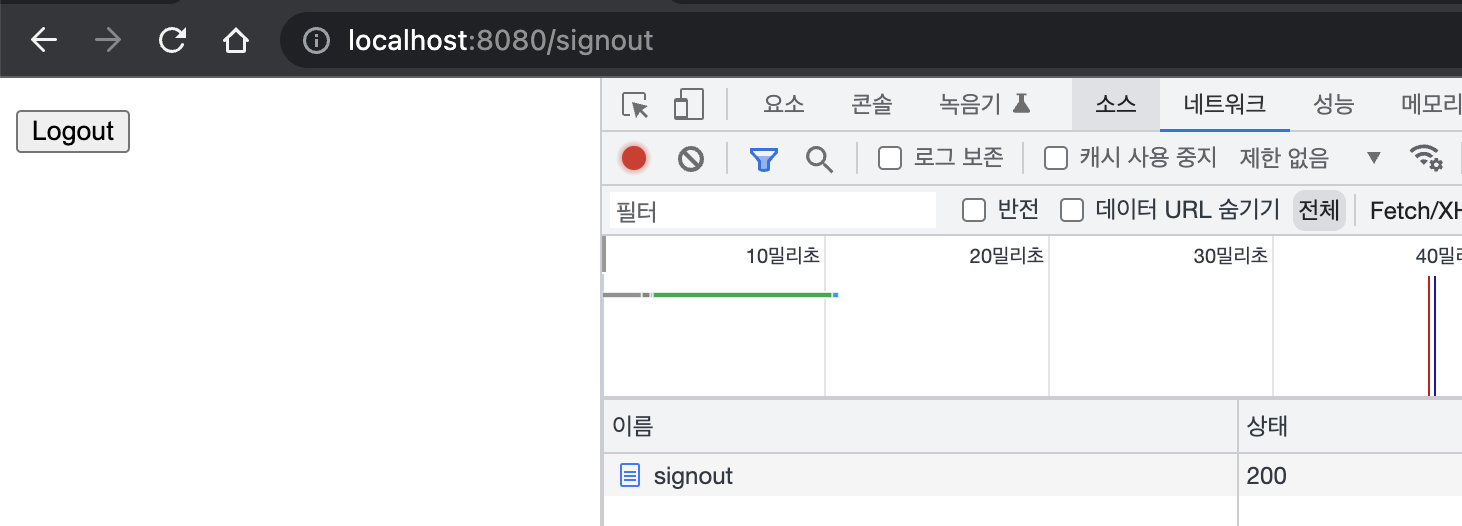 localhost:8080/signout
Logout
요소 콘솔 녹음기 소스 네트워크 성능 메모리
로그 보존 캐시 사용 중지 제한 없음
필터 반전 데이터 URL 숨기기 전체 Fetch/XH
10밀리초 20밀리초 30밀리초 40밀리
이름 상태
signout 200